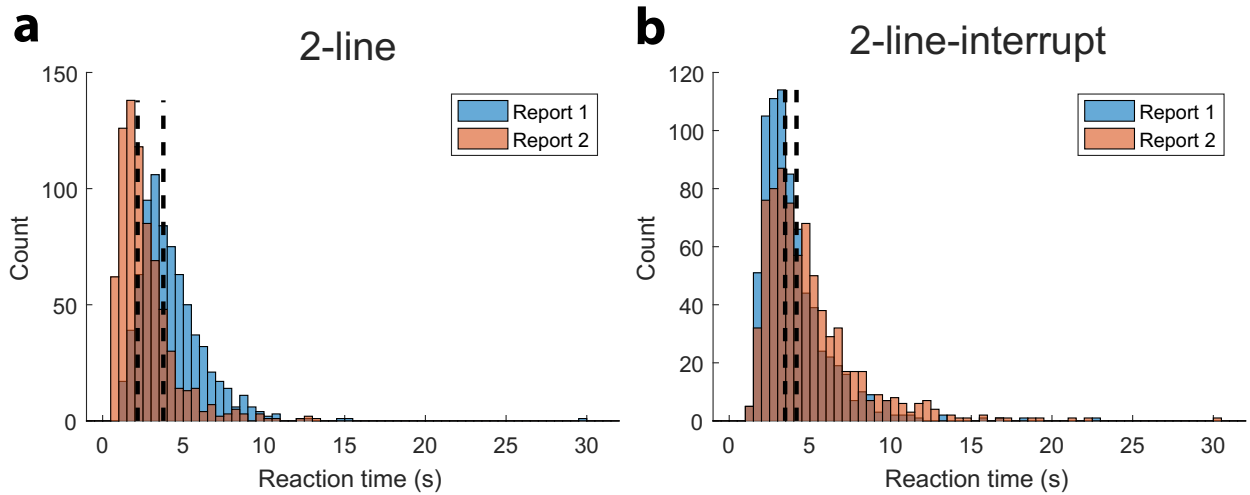 a
2-line
150
100
50
0
Count
0 5 10 15 20 25 30
Reaction time (s)
Report 1
Report 2
b
2-line-interrupt
120
100
80
60
40
20
0
Count
0 5 10 15 20 25 30
Reaction time (s)
Report 1
Report 2